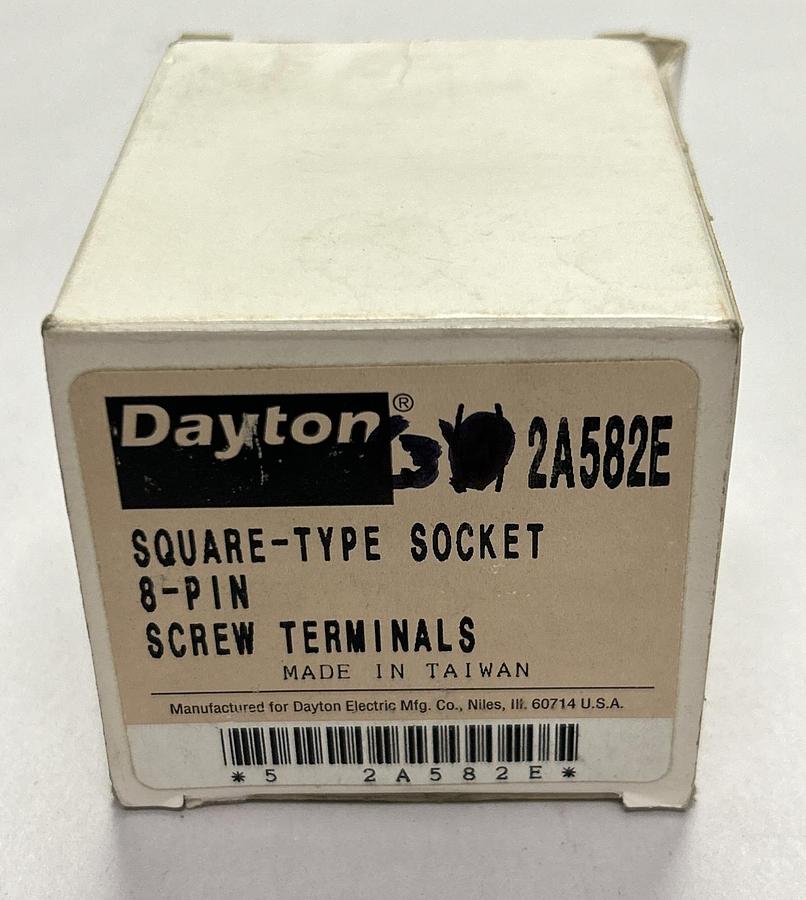 Dayton® 2A582E
SQUARE-TYPE SOCKET
8-PIN
SCREW TERMINALS
MADE IN TAIWAN
Manufactured for Dayton Electric Mfg. Co., Niles, Ill. 60714 U.S.A.
*5 2A582E*